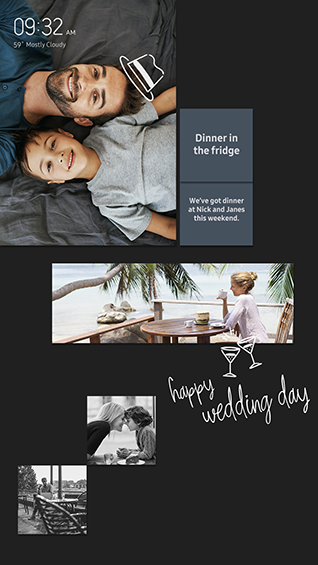 09:32 AM
59° Mostly Cloudy
Dinner in
the fridge
We've got dinner
at Nick and Janes
this weekend.
happy
wedding day